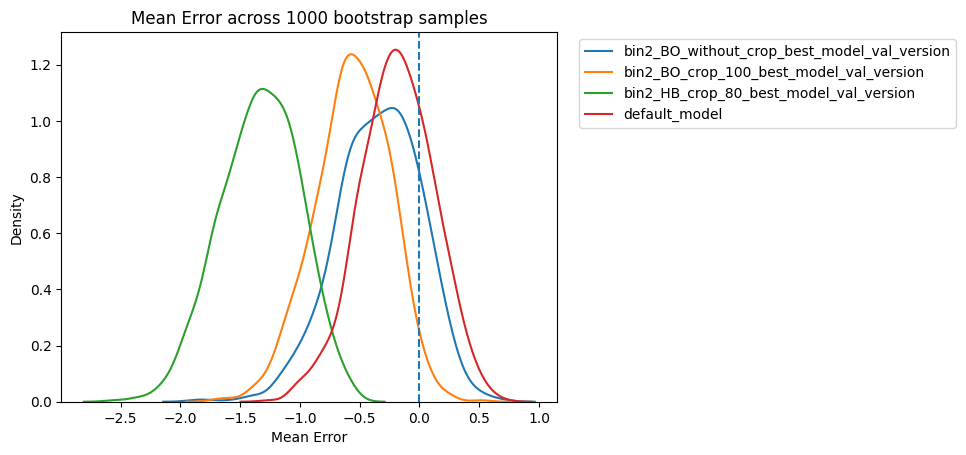 Mean Error across 1000 bootstrap samples
bin2_BO_without_crop_best_model_val_version
bin2_BO_crop_100_best_model_val_version
bin2_HB_crop_80_best_model_val_version
default_model
Density
1.2
1.0
0.8
0.6
0.4
0.2
0.0
−2.5 −2.0 −1.5 −1.0 −0.5 0.0 0.5 1.0
Mean Error